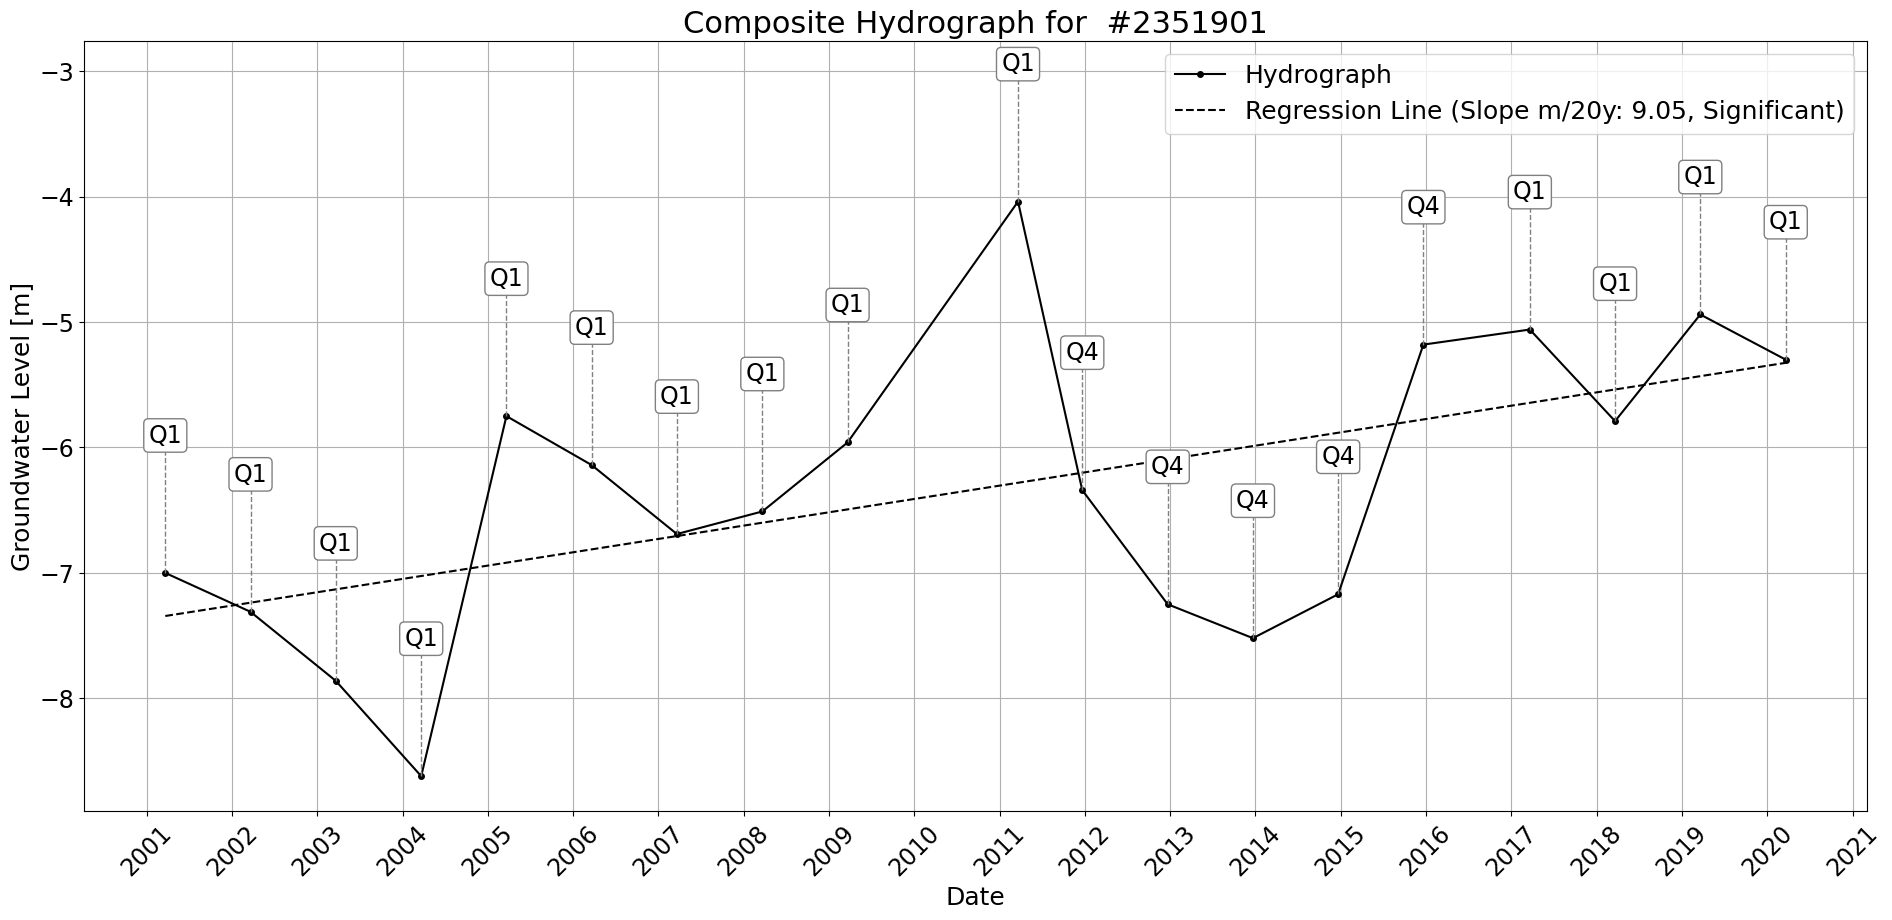 Composite Hydrograph for  #2351901
Hydrograph
Regression Line (Slope m/20y: 9.05, Significant)
Groundwater Level [m]
−3
−4
−5
−6
−7
−8
Q1
Q1
Q1
Q1
Q1
Q1
Q1
Q1
Q1
Q1
Q4
Q4
Q4
Q4
Q4
Q1
Q1
Q1
Q1
2001
2002
2003
2004
2005
2006
2007
2008
2009
2010
2011
2012
2013
2014
2015
2016
2017
2018
2019
2020
2021
Date